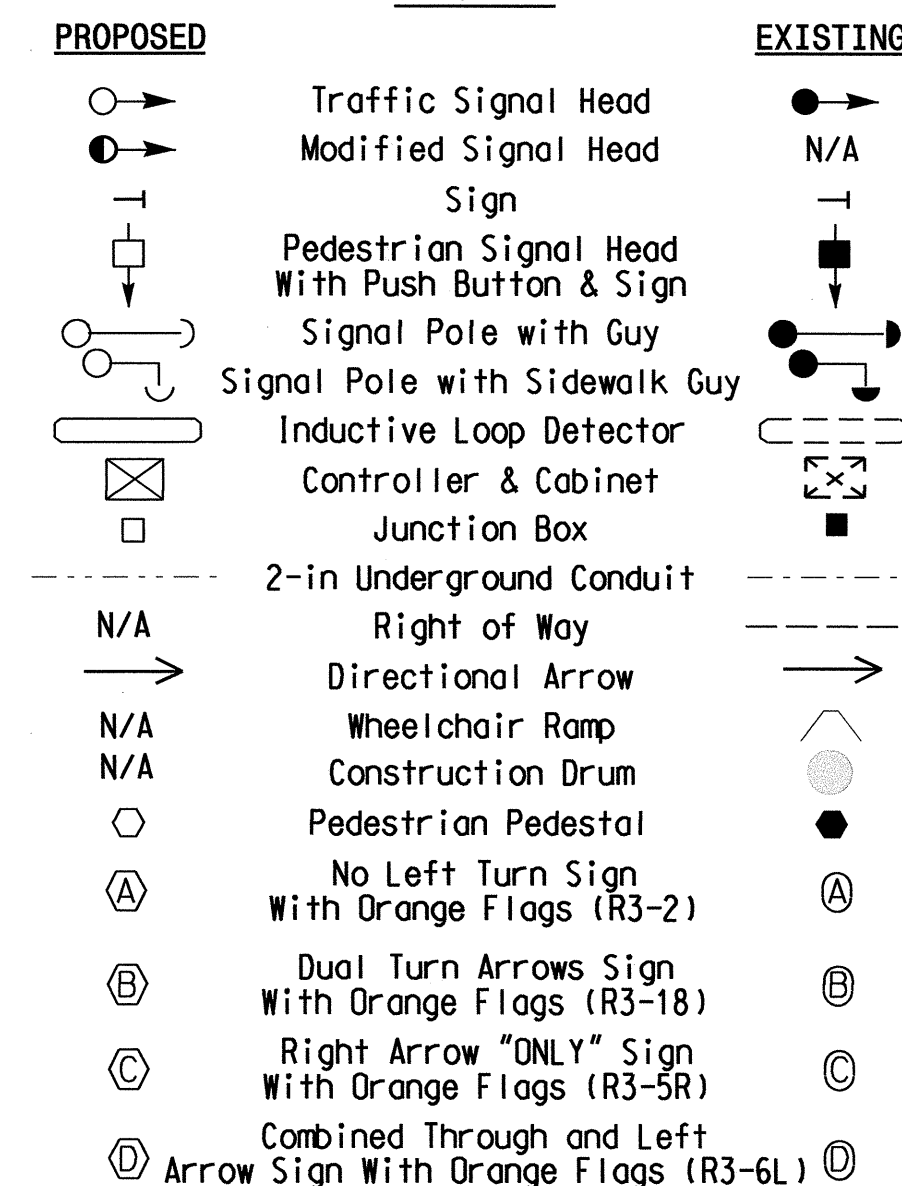 PROPOSED EXISTING
Traffic Signal Head
Modified Signal Head N/A
Sign
Pedestrian Signal Head
With Push Button & Sign
Signal Pole with Guy
Signal Pole with Sidewalk Guy
Inductive Loop Detector
Controller & Cabinet
Junction Box
2-in Underground Conduit
N/A Right of Way
Directional Arrow
N/A Wheelchair Ramp
N/A Construction Drum
Pedestrian Pedestal
A No Left Turn Sign A
With Orange Flags (R3-2)
B Dual Turn Arrows Sign B
With Orange Flags (R3-18)
C Right Arrow "ONLY" Sign C
With Orange Flags (R3-5R)
D Combined Through and Left D
Arrow Sign With Orange Flags (R3-6L)